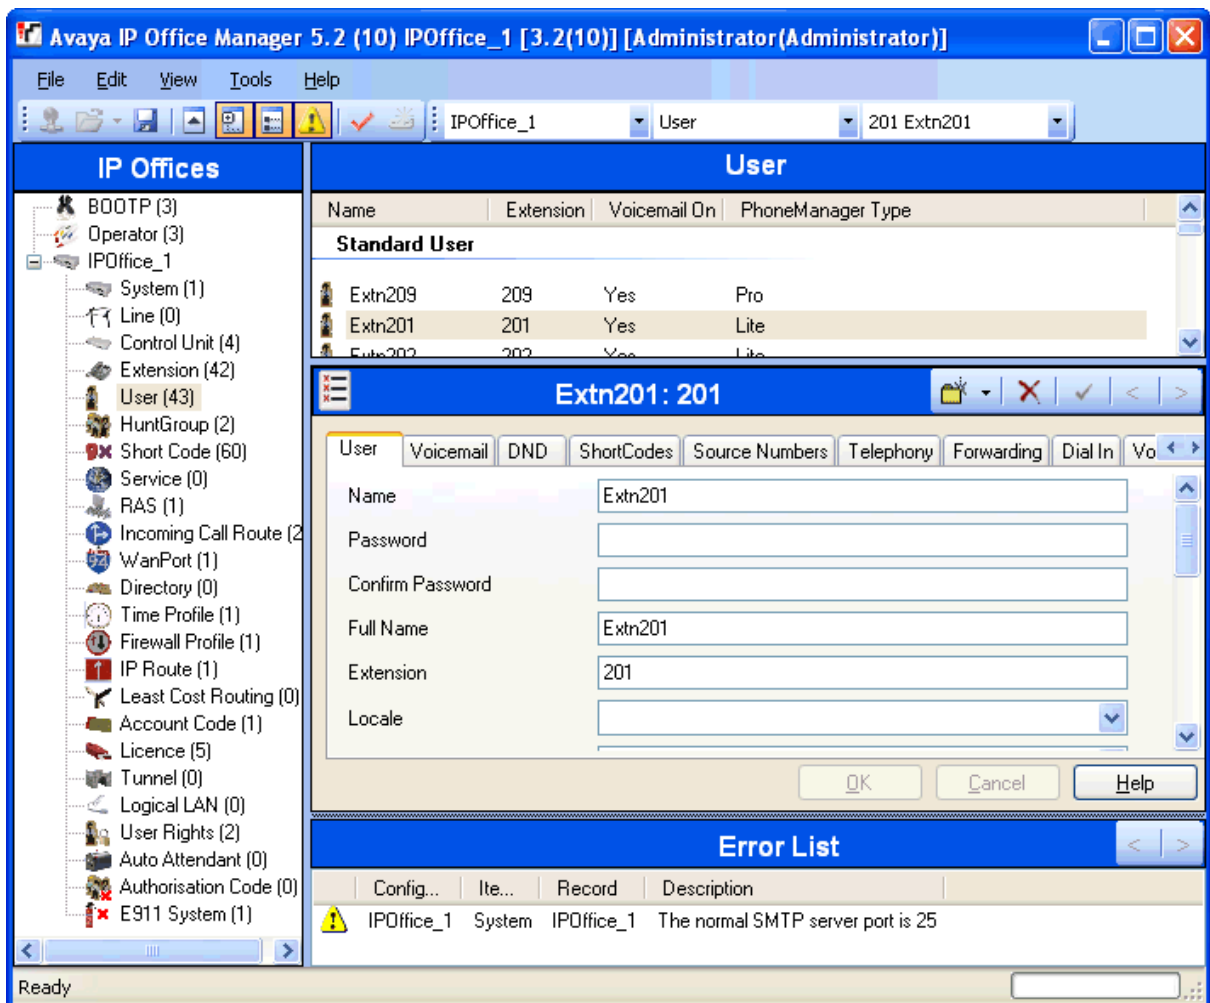 Avaya IP Office Manager 5.2 (10) IPOffice_1 [3.2(10)] [Administrator(Administrator)]
File Edit View Tools Help
IPOffice_1 User 201 Extn201
IP Offices
BOOTP (3)
Operator (3)
IPOffice_1
System (1)
Line (0)
Control Unit (4)
Extension (42)
User (43)
HuntGroup (2)
Short Code (60)
Service (0)
RAS (1)
Incoming Call Route (2
WanPort (1)
Directory (0)
Time Profile (1)
Firewall Profile (1)
IP Route (1)
Least Cost Routing (0)
Account Code (1)
Licence (5)
Tunnel (0)
Logical LAN (0)
User Rights (2)
Auto Attendant (0)
Authorisation Code (0)
E911 System (1)
User
Name Extension Voicemail On PhoneManager Type
Standard User
Extn209 209 Yes Pro
Extn201 201 Yes Lite
Extn202 202 Yes Lite
Extn201: 201
User Voicemail DND ShortCodes Source Numbers Telephony Forwarding Dial In Vo
Name Extn201
Password
Confirm Password
Full Name Extn201
Extension 201
Locale
OK Cancel Help
Error List
Config... Ite... Record Description
IPOffice_1 System IPOffice_1 The normal SMTP server port is 25
Ready